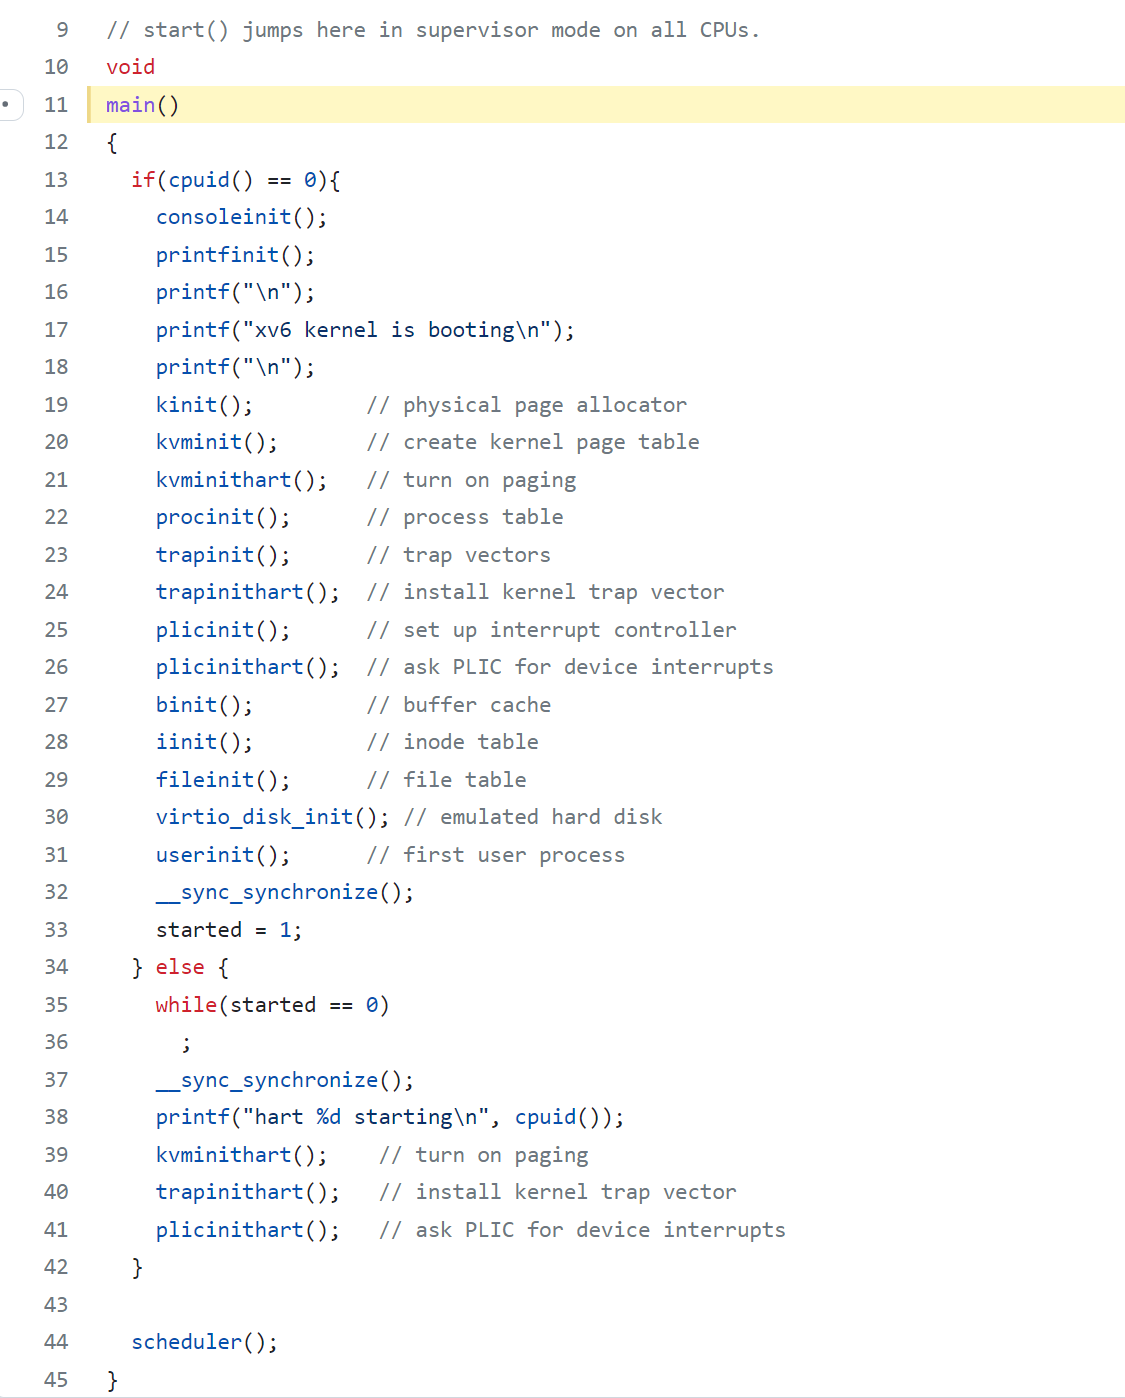 9 // start() jumps here in supervisor mode on all CPUs.
10 void
11 main()
12 {
13   if(cpuid() == 0){
14     consoleinit();
15     printfinit();
16     printf("\n");
17     printf("xv6 kernel is booting\n");
18     printf("\n");
19     kinit();         // physical page allocator
20     kvminit();       // create kernel page table
21     kvminithart();   // turn on paging
22     procinit();      // process table
23     trapinit();      // trap vectors
24     trapinithart();  // install kernel trap vector
25     plicinit();      // set up interrupt controller
26     plicinithart();  // ask PLIC for device interrupts
27     binit();         // buffer cache
28     iinit();         // inode table
29     fileinit();      // file table
30     virtio_disk_init(); // emulated hard disk
31     userinit();      // first user process
32     __sync_synchronize();
33     started = 1;
34   } else {
35     while(started == 0)
36       ;
37     __sync_synchronize();
38     printf("hart %d starting\n", cpuid());
39     kvminithart();    // turn on paging
40     trapinithart();   // install kernel trap vector
41     plicinithart();   // ask PLIC for device interrupts
42   }
43
44   scheduler();
45 }